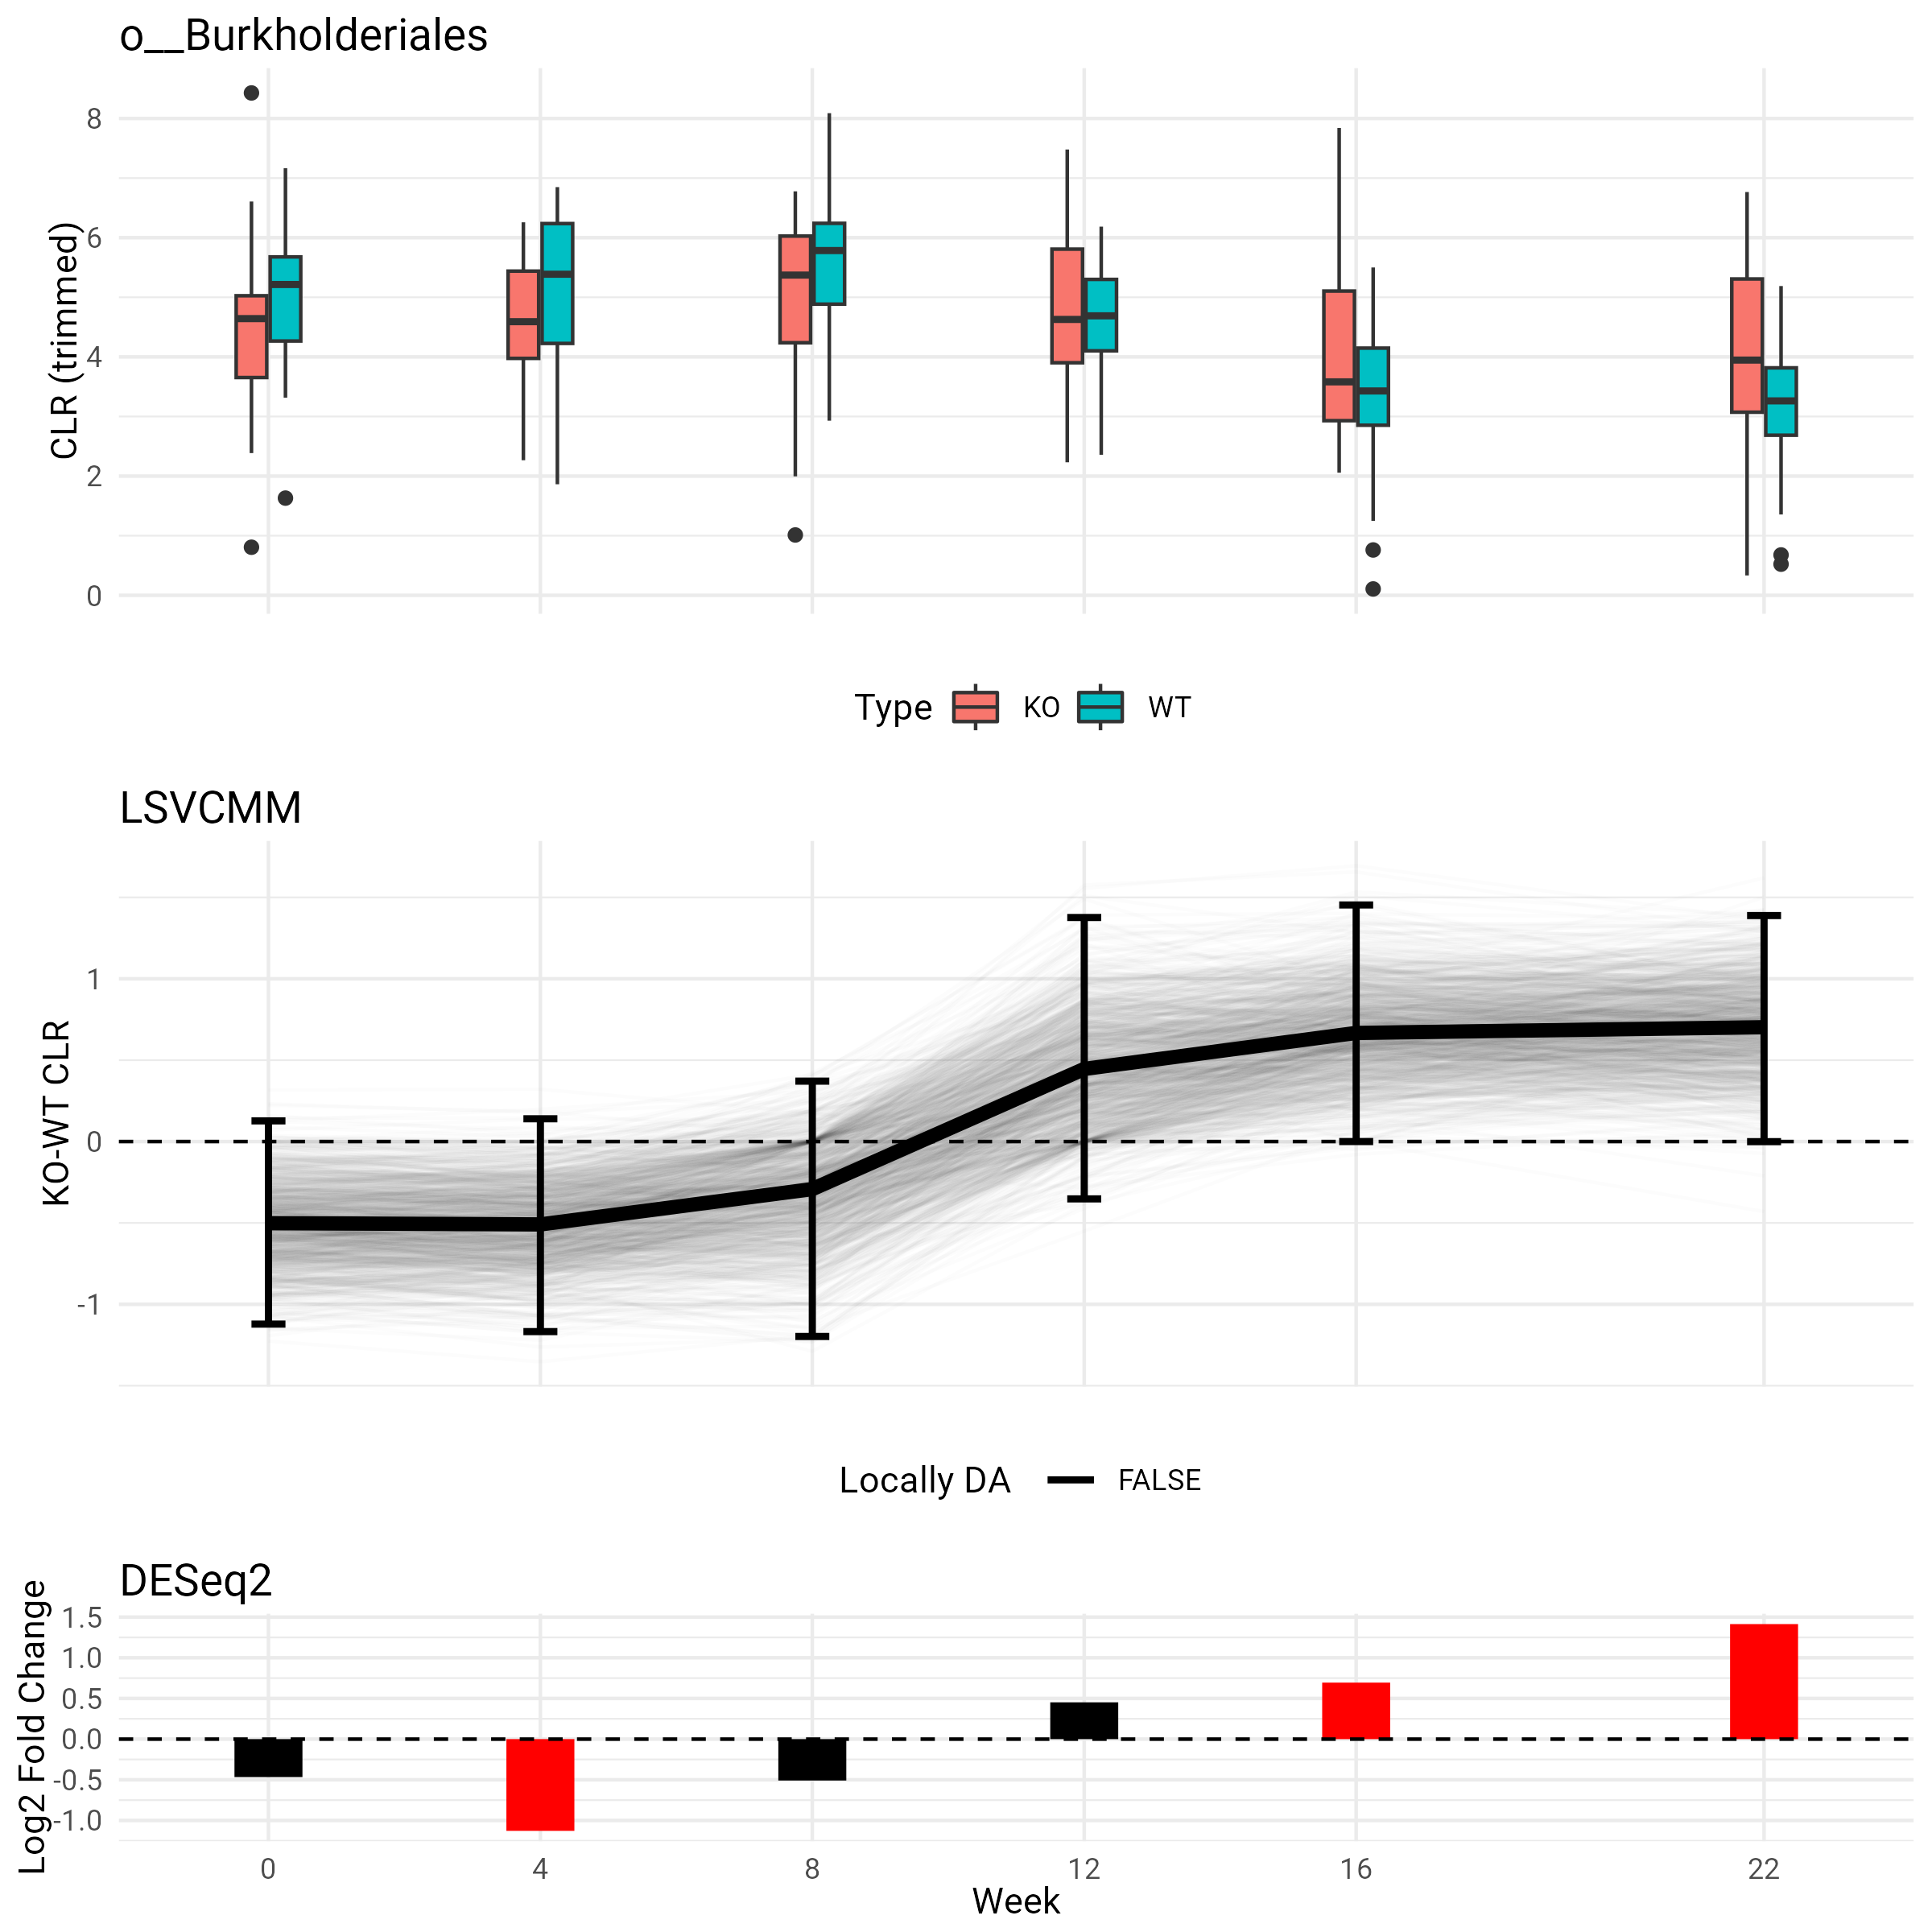 o__Burkholderiales
CLR (trimmed)
8
6
4
2
0
Type KO WT
LSVCMM
KO-WT CLR
1
0
-1
Locally DA FALSE
DESeq2
Log2 Fold Change
1.5
1.0
0.5
0.0
-0.5
-1.0
0 4 8 12 16 22
Week